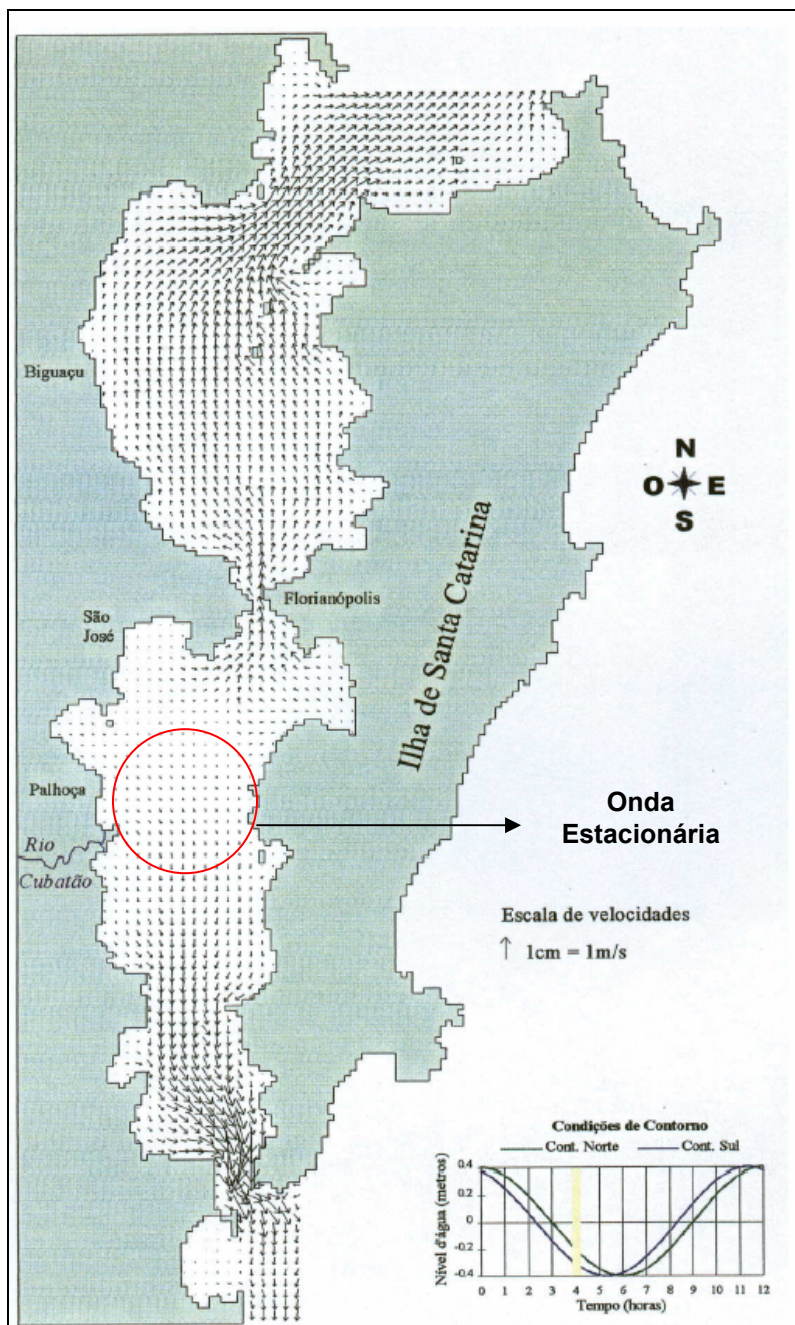 Biguaçu
N
O E
S
Florianópolis
São
José
Ilha de Santa Catarina
Palhoça
Onda
Estacionária
Rio
Cubatão
Escala de velocidades
↑ 1cm = 1m/s
Condições de Contorno
Cont. Norte Cont. Sul
Nível d'água (metros)
0.4
0.2
0
-0.2
-0.4
0 1 2 3 4 5 6 7 8 9 10 11 12
Tempo (horas)